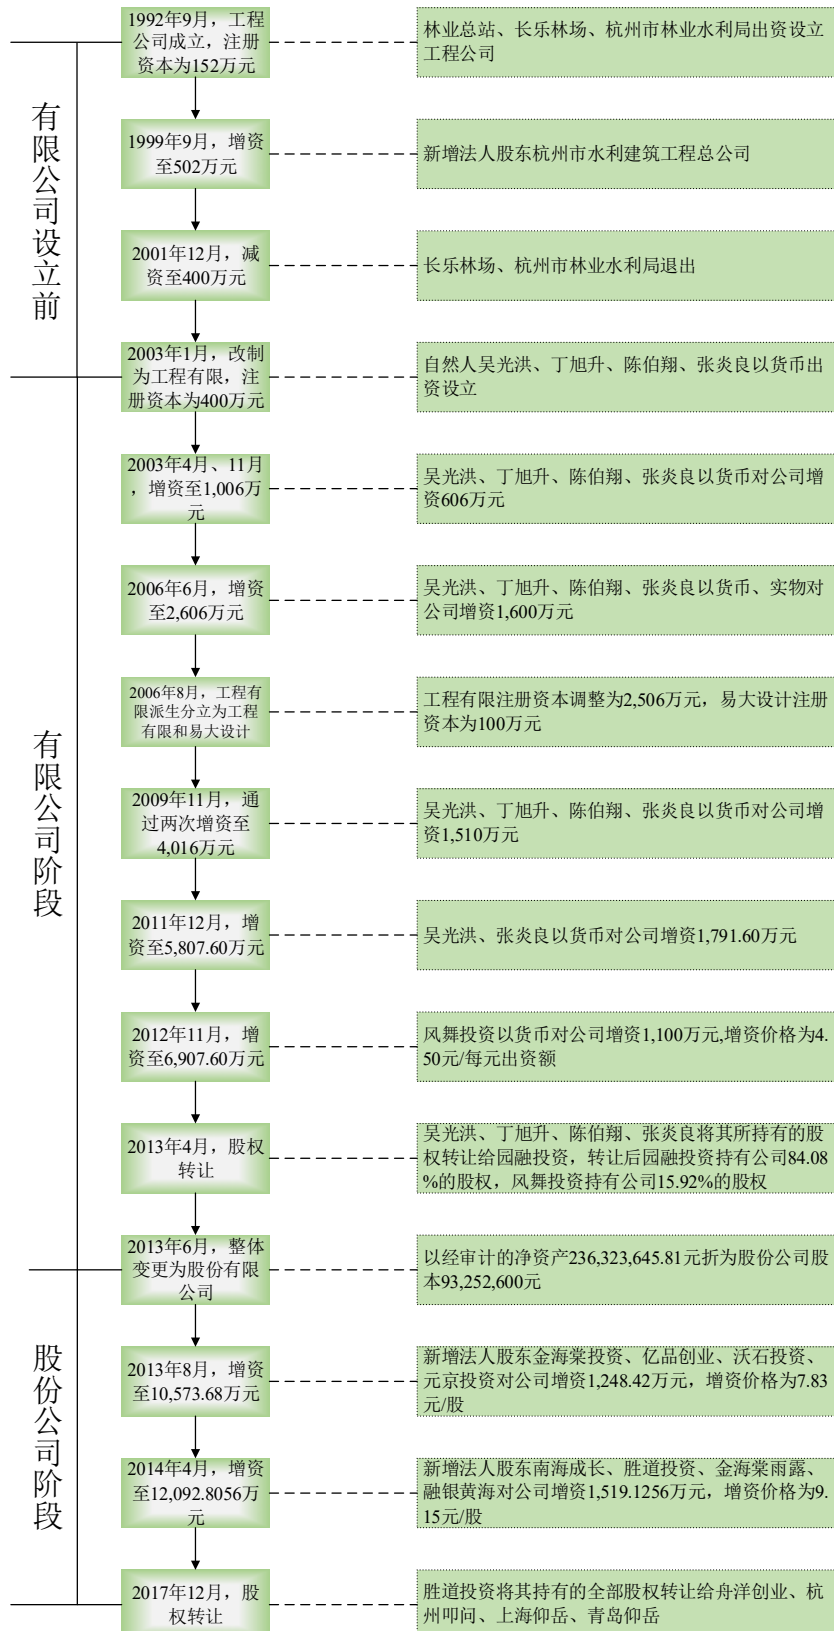 有限公司设立前
1992年9月，工程
公司成立，注册
资本为152万元
林业总站、长乐林场、杭州市林业水利局出资设立
工程公司
1999年9月，增资
至502万元
新增法人股东杭州市水利建筑工程总公司
2001年12月，减
资至400万元
长乐林场、杭州市林业水利局退出
有限公司阶段
2003年1月，改制
为工程有限，注
册资本为400万元
自然人吴光洪、丁旭升、陈伯翔、张炎良以货币出
资设立
2003年4月、11月
，增资至1,006万
元
吴光洪、丁旭升、陈伯翔、张炎良以货币对公司增
资606万元
2006年6月，增资
至2,606万元
吴光洪、丁旭升、陈伯翔、张炎良以货币、实物对
公司增资1,600万元
2006年8月，工程有
限派生分立为工程
有限和易大设计
工程有限注册资本调整为2,506万元，易大设计注册
资本为100万元
2009年11月，通
过两次增资至
4,016万元
吴光洪、丁旭升、陈伯翔、张炎良以货币对公司增
资1,510万元
2011年12月，增
资至5,807.60万元
吴光洪、张炎良以货币对公司增资1,791.60万元
2012年11月，增
资至6,907.60万元
风舞投资以货币对公司增资1,100万元,增资价格为4.
50元/每元出资额
2013年4月，股权
转让
吴光洪、丁旭升、陈伯翔、张炎良将其所持有的股
权转让给园融投资，转让后园融投资持有公司84.08
%的股权，风舞投资持有公司15.92%的股权
股份公司阶段
2013年6月，整体
变更为股份有限
公司
以经审计的净资产236,323,645.81元折为股份公司股
本93,252,600元
2013年8月，增资
至10,573.68万元
新增法人股东金海棠投资、亿品创业、沃石投资、
元京投资对公司增资1,248.42万元，增资价格为7.83
元/股
2014年4月，增资
至12,092.8056万
元
新增法人股东南海成长、胜道投资、金海棠雨露、
融银黄海对公司增资1,519.1256万元，增资价格为9.
15元/股
2017年12月，股
权转让
胜道投资将其持有的全部股权转让给舟洋创业、杭
州叩问、上海仰岳、青岛仰岳